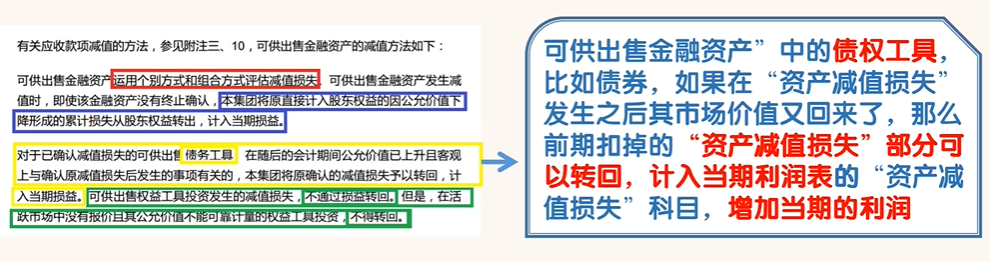 有关应收款项减值的方法，参见附注三、10，可供出售金融资产的减值方法如下：
可供出售金融资产运用个别方式和组合方式评估减值损失。可供出售金融资产发生减
值时，即使该金融资产没有终止确认，本集团将原直接计入股东权益的因公允价值下
降形成的累计损失从股东权益转出，计入当期损益。
对于已确认减值损失的可供出售债务工具，在随后的会计期间公允价值已上升且客观
上与确认原减值损失后发生的事项有关的，本集团将原确认的减值损失予以转回，计
入当期损益。可供出售权益工具投资发生的减值损失，不通过损益转回。但是，在活
跃市场中没有报价且其公允价值不能可靠计量的权益工具投资，不得转回。
可供出售金融资产”中的债权工具，
比如债券，如果在“资产减值损失”
发生之后其市场价值又回来了，那么
前期扣掉的“资产减值损失”部分可
以转回，计入当期利润表的“资产减
值损失”科目，增加当期的利润